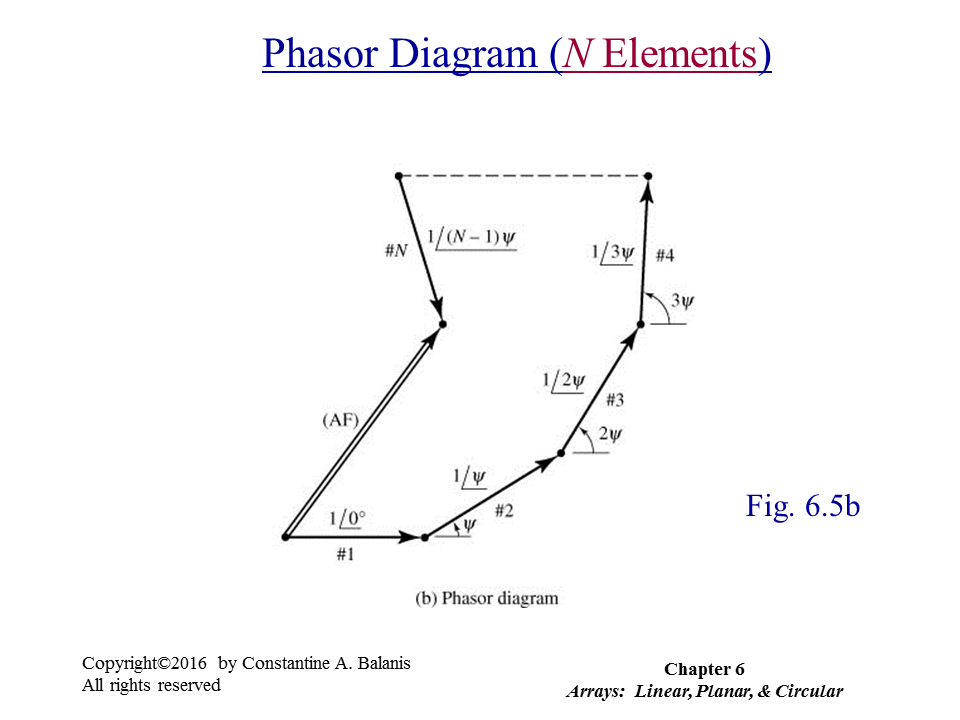 Phasor Diagram (N Elements)
#N
1/(N – 1)ψ
1/3ψ
#4
3ψ
1/2ψ
#3
2ψ
(AF)
1/ψ
#2
ψ
1/0°
#1
Fig. 6.5b
(b) Phasor diagram
Copyright©2016 by Constantine A. Balanis
All rights reserved
Chapter 6
Arrays: Linear, Planar, & Circular